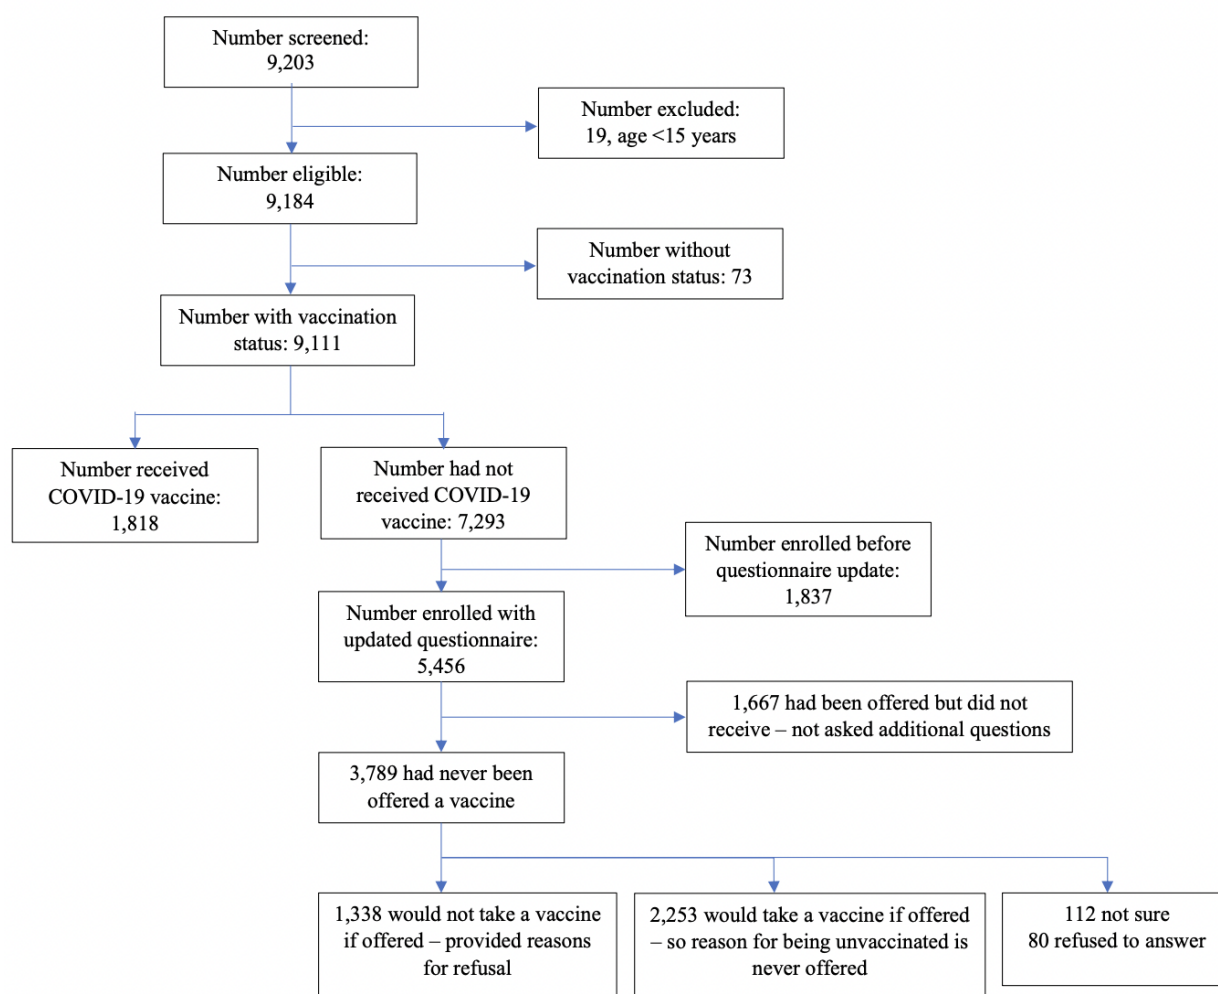 Number screened:
9,203
Number excluded:
19, age <15 years
Number eligible:
9,184
Number without
vaccination status: 73
Number with vaccination
status: 9,111
Number received
COVID-19 vaccine:
1,818
Number had not
received COVID-19
vaccine: 7,293
Number enrolled before
questionnaire update:
1,837
Number enrolled with
updated questionnaire:
5,456
1,667 had been offered but did not
receive – not asked additional questions
3,789 had never been
offered a vaccine
1,338 would not take a vaccine
if offered – provided reasons
for refusal
2,253 would take a vaccine if offered
– so reason for being unvaccinated is
never offered
112 not sure
80 refused to answer